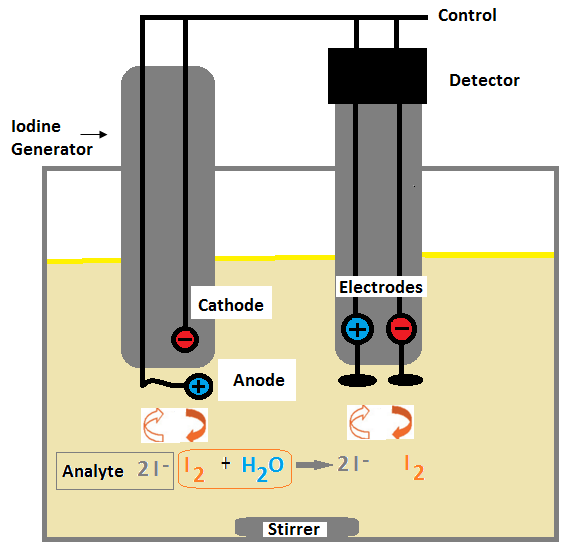 Control
Detector
Iodine
Generator
Electrodes
Cathode
+ −
−
Anode
+
Analyte 2I⁻ I₂ + H₂O 2I⁻ I₂
Stirrer